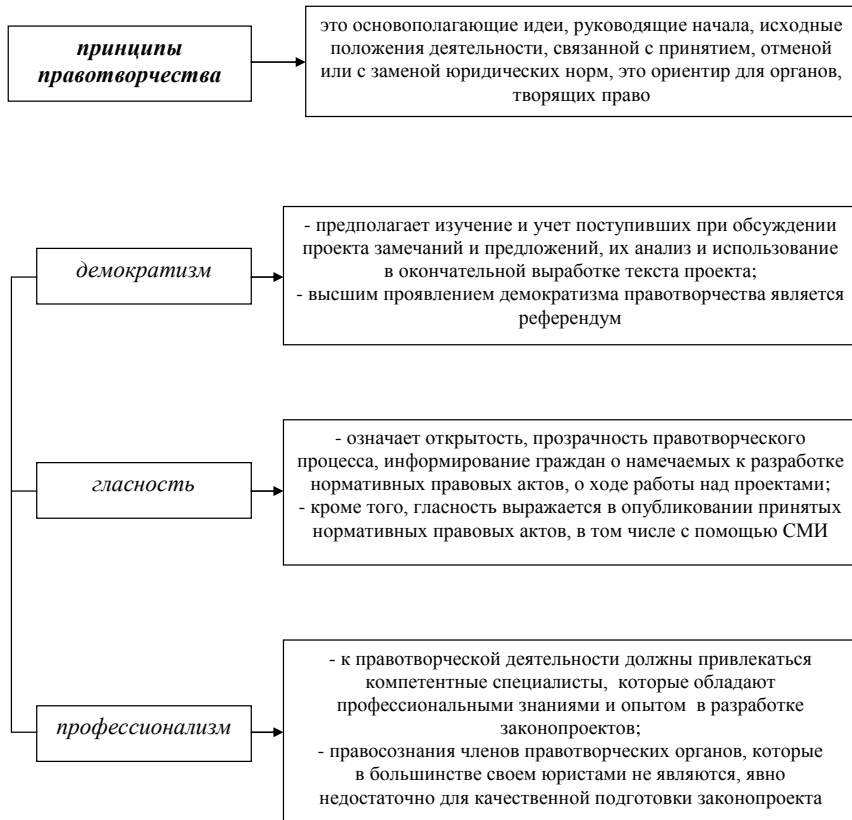 принципы
правотворчества
это основополагающие идеи, руководящие начала, исходные
положения деятельности, связанной с принятием, отменой
или с заменой юридических норм, это ориентир для органов,
творящих право
демократизм
- предполагает изучение и учет поступивших при обсуждении
проекта замечаний и предложений, их анализ и использование
в окончательной выработке текста проекта;
- высшим проявлением демократизма правотворчества является
референдум
гласность
- означает открытость, прозрачность правотворческого
процесса, информирование граждан о намечаемых к разработке
нормативных правовых актов, о ходе работы над проектами;
- кроме того, гласность выражается в опубликовании принятых
нормативных правовых актов, в том числе с помощью СМИ
профессионализм
- к правотворческой деятельности должны привлекаться
компетентные специалисты, которые обладают
профессиональными знаниями и опытом в разработке
законопроектов;
- правосознания членов правотворческих органов, которые
в большинстве своем юристами не являются, явно
недостаточно для качественной подготовки законопроекта